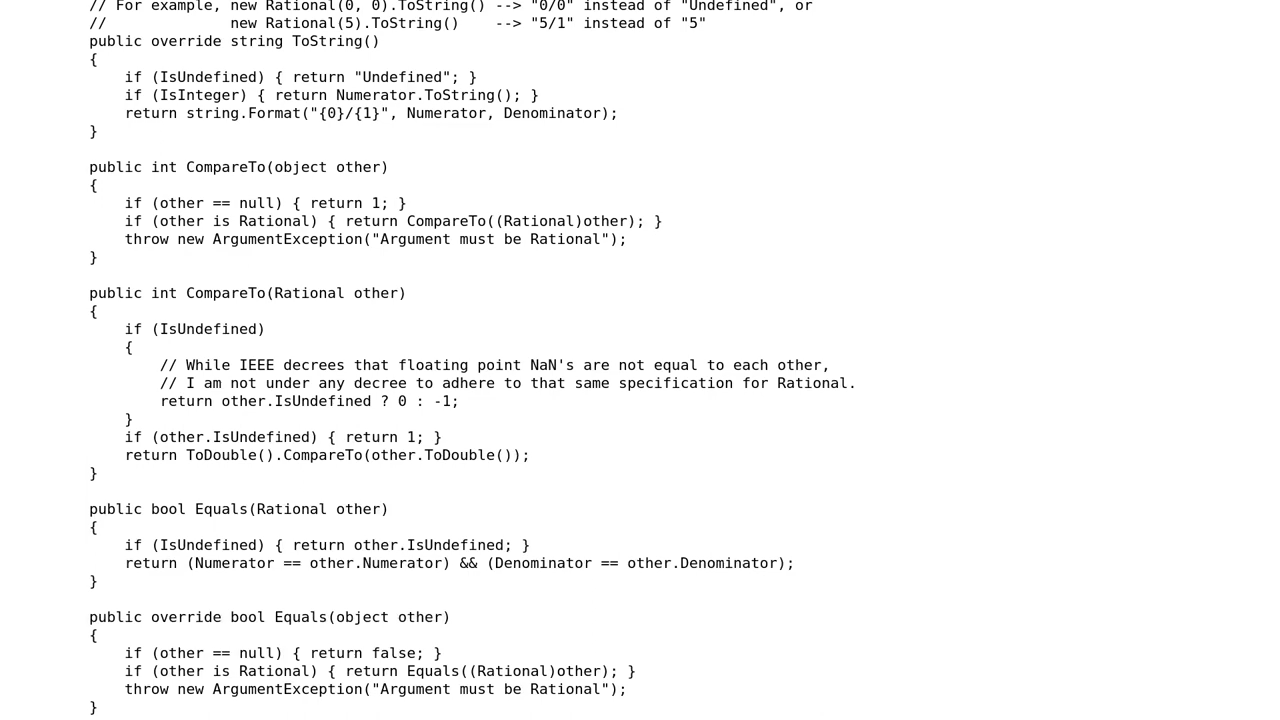 // For example, new Rational(0, 0).ToString() --> "0/0" instead of "Undefined", or
//              new Rational(5).ToString()    --> "5/1" instead of "5"
public override string ToString()
{
    if (IsUndefined) { return "Undefined"; }
    if (IsInteger) { return Numerator.ToString(); }
    return string.Format("{0}/{1}", Numerator, Denominator);
}

public int CompareTo(object other)
{
    if (other == null) { return 1; }
    if (other is Rational) { return CompareTo((Rational)other); }
    throw new ArgumentException("Argument must be Rational");
}

public int CompareTo(Rational other)
{
    if (IsUndefined)
    {
        // While IEEE decrees that floating point NaN's are not equal to each other,
        // I am not under any decree to adhere to that same specification for Rational.
        return other.IsUndefined ? 0 : -1;
    }
    if (other.IsUndefined) { return 1; }
    return ToDouble().CompareTo(other.ToDouble());
}

public bool Equals(Rational other)
{
    if (IsUndefined) { return other.IsUndefined; }
    return (Numerator == other.Numerator) && (Denominator == other.Denominator);
}

public override bool Equals(object other)
{
    if (other == null) { return false; }
    if (other is Rational) { return Equals((Rational)other); }
    throw new ArgumentException("Argument must be Rational");
}